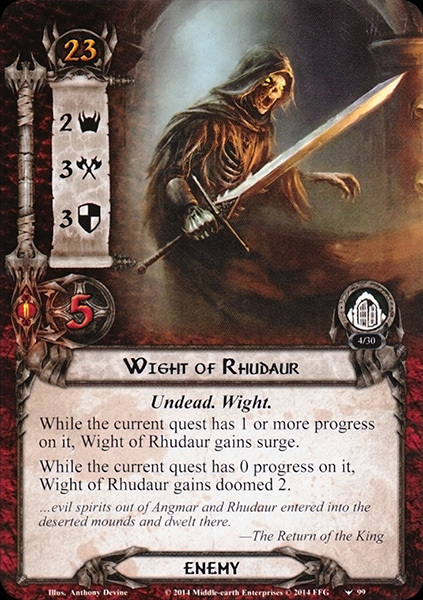 23
2
3
3
5
4/30
WIGHT OF RHUDAUR
Undead. Wight.
While the current quest has 1 or more progress
on it, Wight of Rhudaur gains surge.
While the current quest has 0 progress on it,
Wight of Rhudaur gains doomed 2.
...evil spirits out of Angmar and Rhudaur entered into the
deserted mounds and dwelt there.
—The Return of the King
ENEMY
Illus. Anthony Devine © 2014 Middle-earth Enterprises © 2014 FFG 99